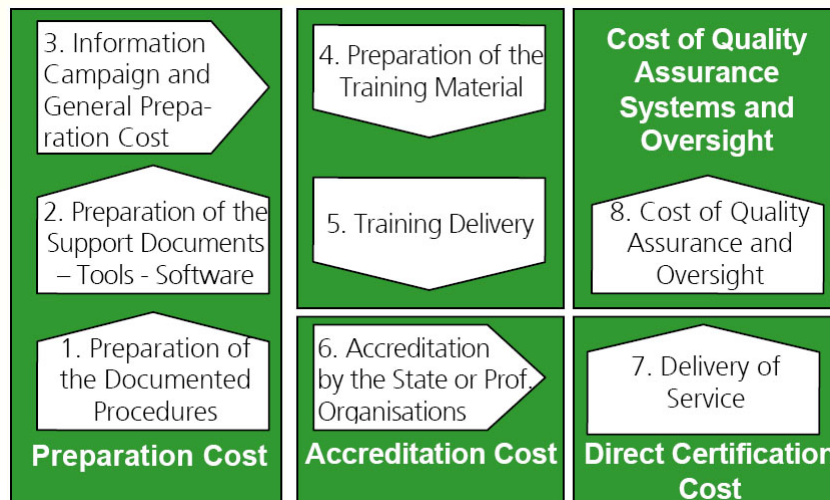 3. Information
Campaign and
General Prepa-
ration Cost
2. Preparation of the
Support Documents
– Tools - Software
1. Preparation of
the Documented
Procedures
Preparation Cost
4. Preparation of the
Training Material
5. Training Delivery
6. Accreditation
by the State or Prof.
Organisations
Accreditation Cost
Cost of Quality
Assurance
Systems and
Oversight
8. Cost of Quality
Assurance and
Oversight
7. Delivery of
Service
Direct Certification
Cost